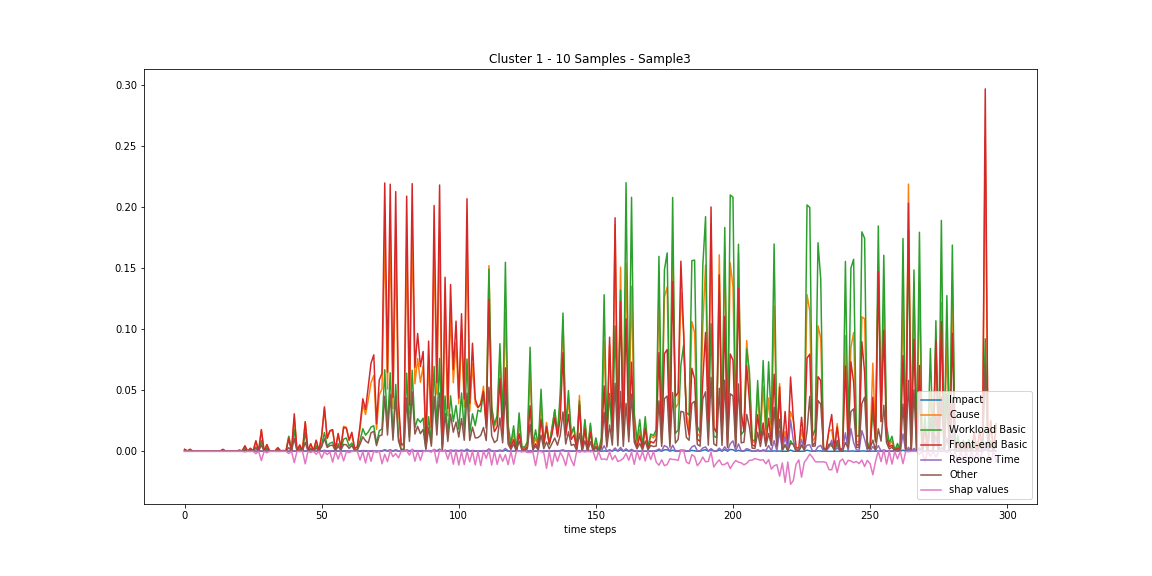 Cluster 1 - 10 Samples - Sample3
0.30
0.25
0.20
0.15
0.10
0.05
0.00
Impact
Cause
Workload Basic
Front-end Basic
Respone Time
Other
shap values
0 50 100 150 200 250 300
time steps